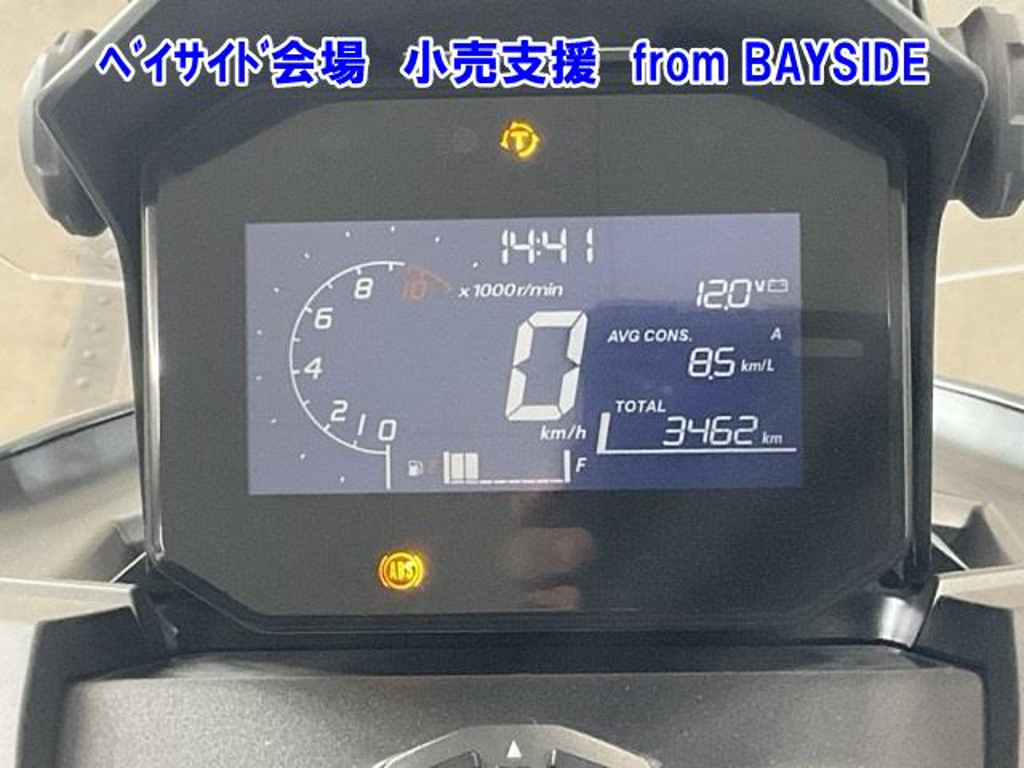 ﾍﾞｲｻｲﾄﾞ会場 小売支援 from BAYSIDE
T
14:41
8 10 x1000r/min
12.0 V
6
AVG CONS. A
4
8.5 km/L
0
2
TOTAL
1 0
km/h
3462 km
E F
ABS